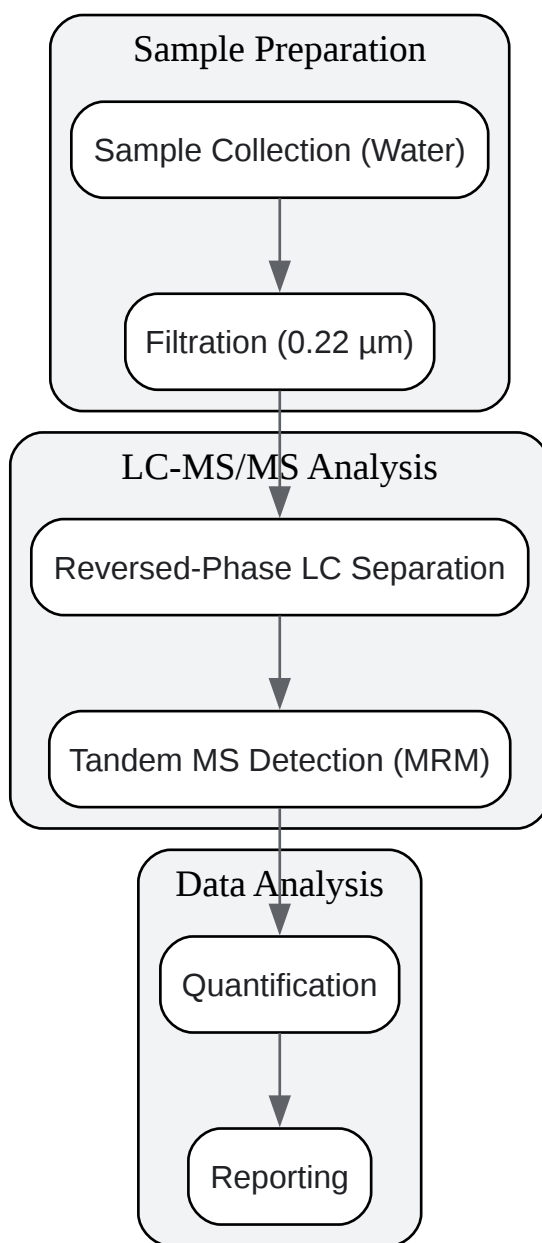 Sample Preparation
Sample Collection (Water)
Filtration (0.22 µm)
LC-MS/MS Analysis
Reversed-Phase LC Separation
Tandem MS Detection (MRM)
Data Analysis
Quantification
Reporting